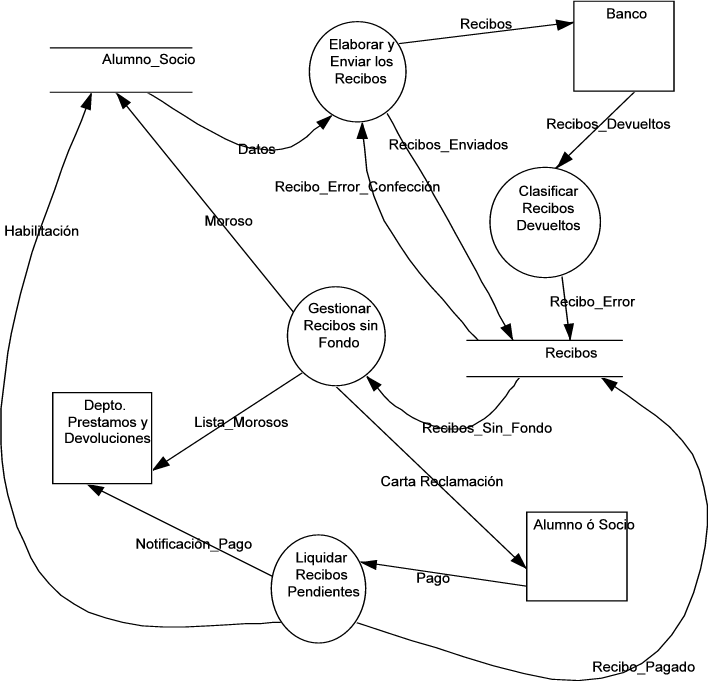 Banco
Recibos
Elaborar y
Enviar los
Recibos
Alumno_Socio
Recibos_Devueltos
Datos
Recibos_Enviados
Recibo_Error_Confección
Clasificar
Recibos
Devueltos
Moroso
Habilitación
Recibo_Error
Gestionar
Recibos sin
Fondo
Recibos
Depto.
Prestamos y
Devoluciones
Lista_Morosos
Recibos_Sin_Fondo
Carta Reclamación
Alumno ó Socio
Notificación_Pago
Liquidar
Recibos
Pendientes
Pago
Recibo_Pagado